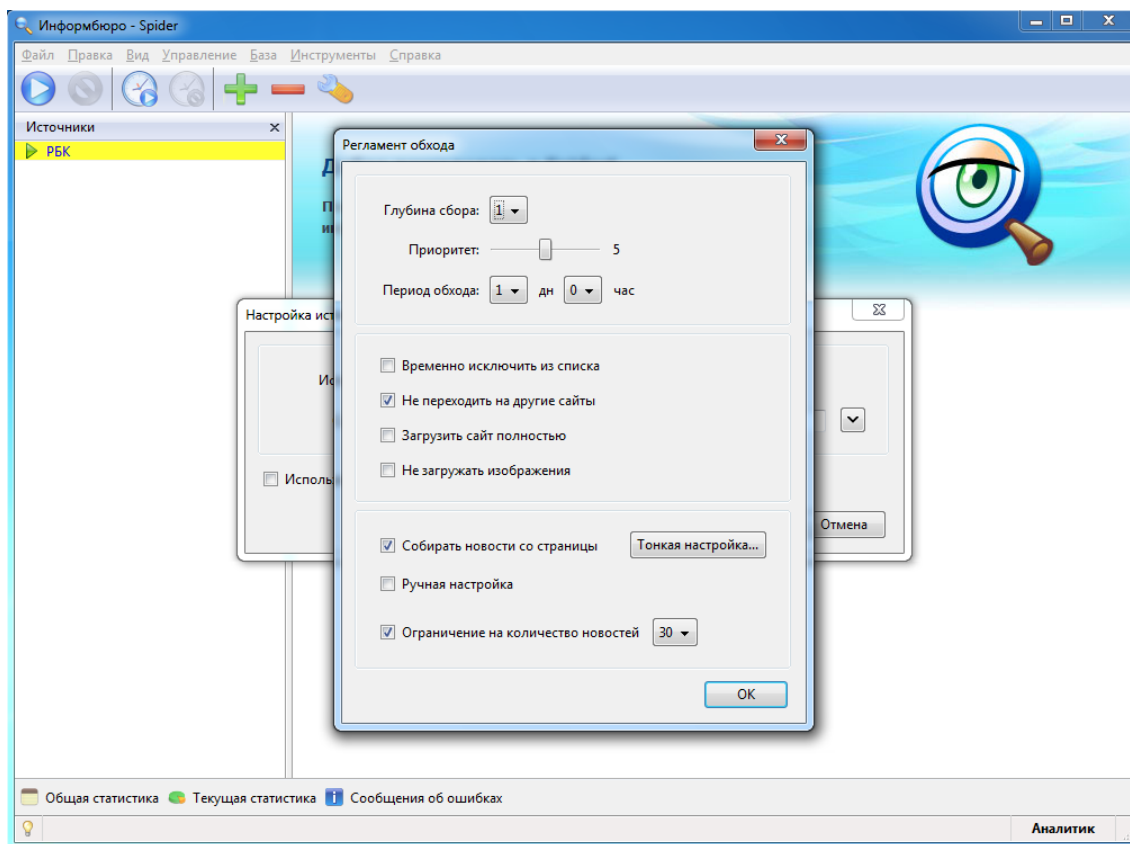 Информбюро - Spider
Файл Правка Вид Управление База Инструменты Справка
Источники
РБК
Регламент обхода
Глубина сбора: 1
Приоритет: 5
Период обхода: 1 дн 0 час
Настройка ист
Временно исключить из списка
Не переходить на другие сайты
Загрузить сайт полностью
Не загружать изображения
Отмена
Собирать новости со страницы Тонкая настройка...
Ручная настройка
Ограничение на количество новостей 30
OK
Общая статистика Текущая статистика Сообщения об ошибках
Аналитик